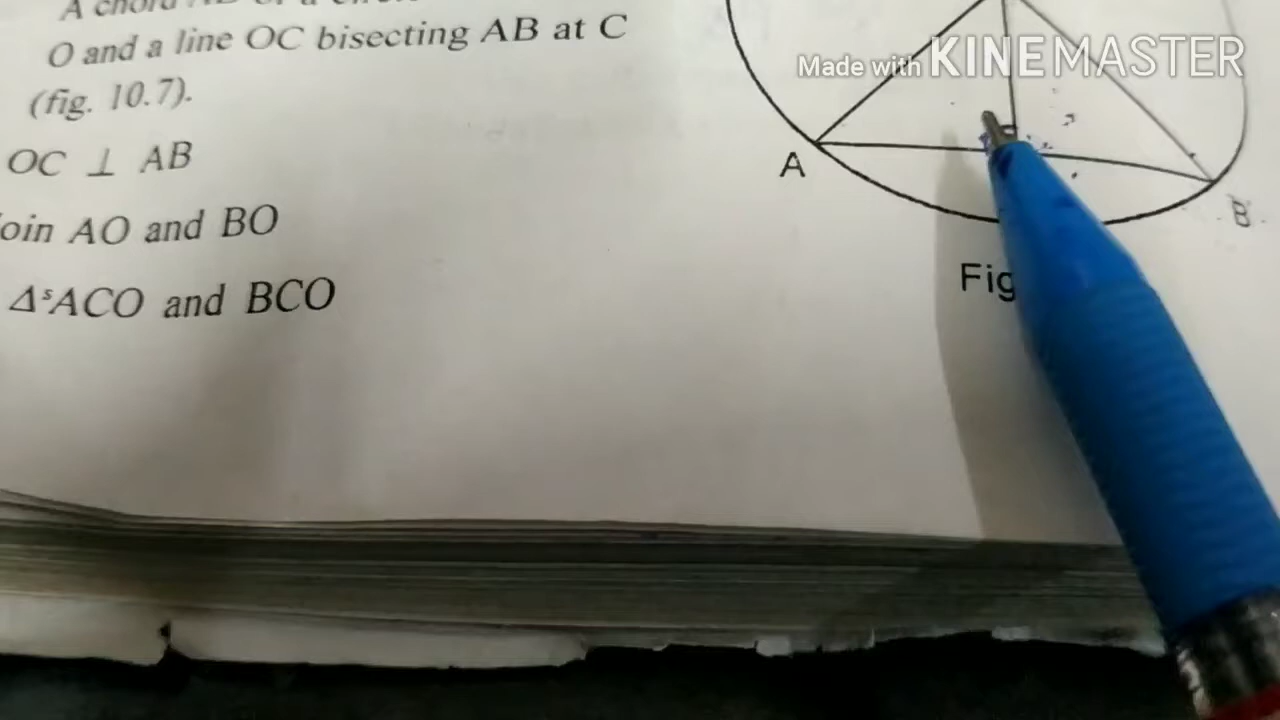 A chord
O and a line OC bisecting AB at C
(fig. 10.7).
OC ⊥ AB
oin AO and BO
Δˢ ACO and BCO
Made with KINEMASTER
A
B
Fig